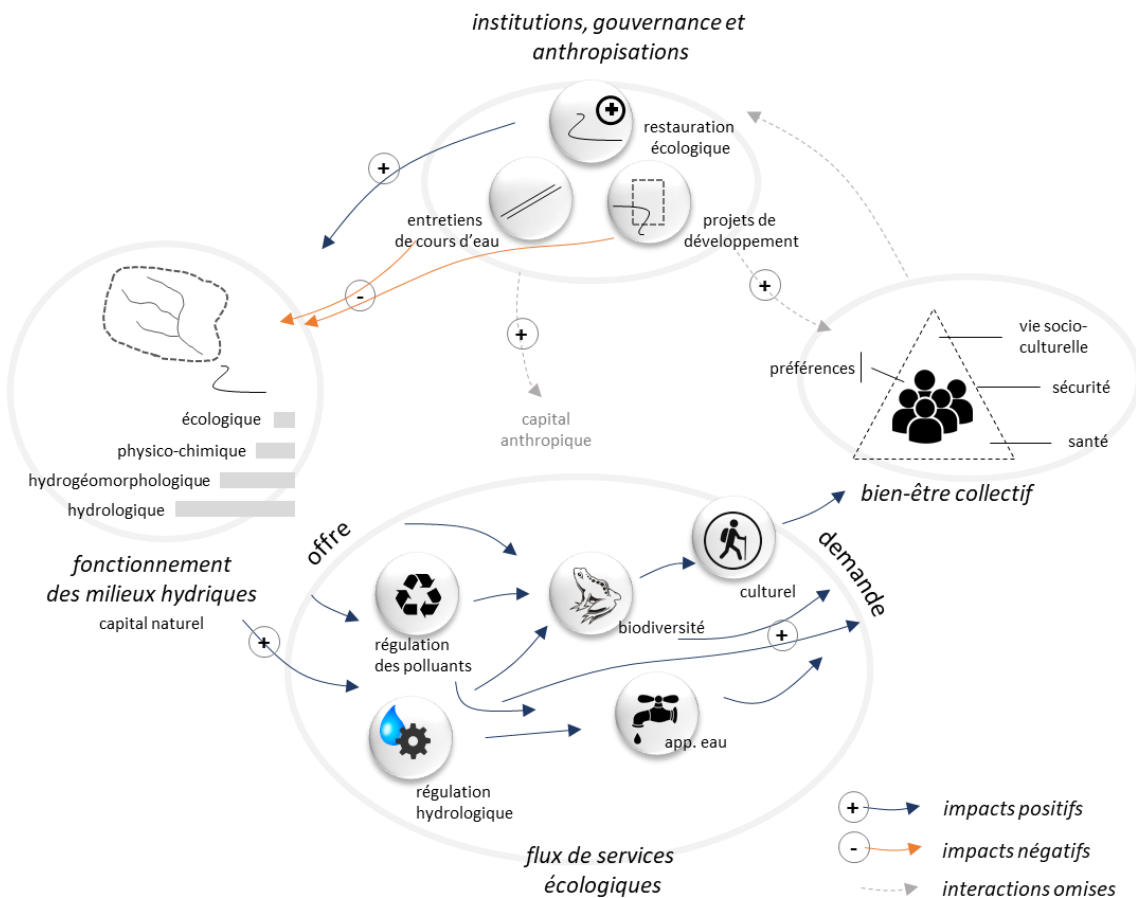 institutions, gouvernance et
anthropisations
restauration
écologique
+
entretiens
de cours d'eau
projets de
développement
+
-
+
+
capital
anthropique
vie socio-
culturelle
préférences
sécurité
santé
bien-être collectif
écologique
physico-chimique
hydrogéomorphologique
hydrologique
fonctionnement
des milieux hydriques
capital naturel
+
offre
demande
régulation
des polluants
biodiversité
culturel
+
régulation
hydrologique
app. eau
flux de services
écologiques
+ impacts positifs
- impacts négatifs
interactions omises